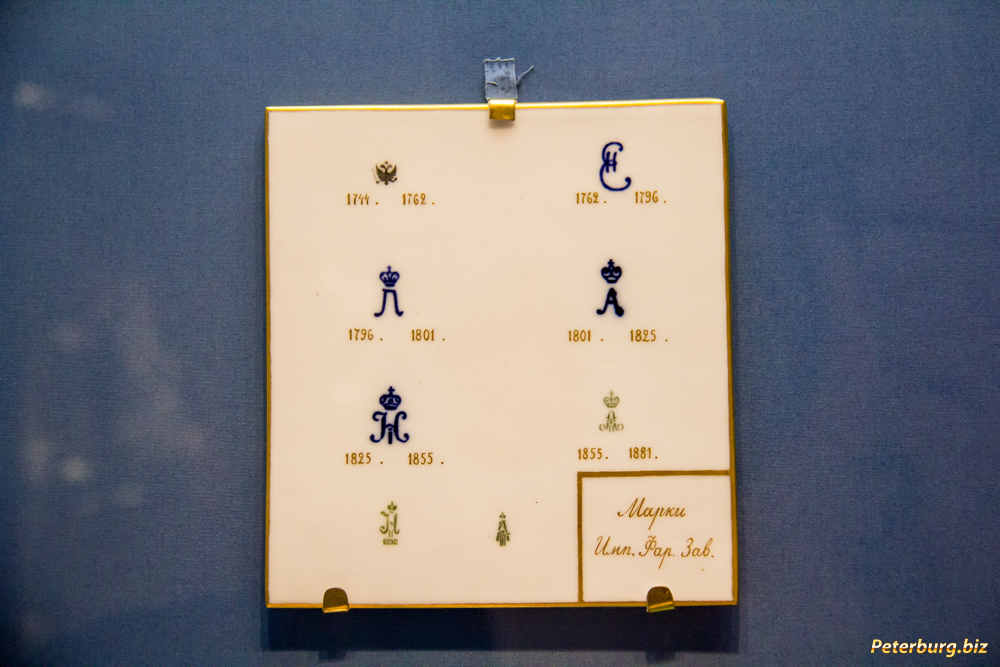 1744. 1762.
1762. 1796.
П
А
1796. 1801.
1801. 1825.
1825. 1855.
1855. 1881.
Марки
Имп. Фар. Зав.
Peterburg.biz